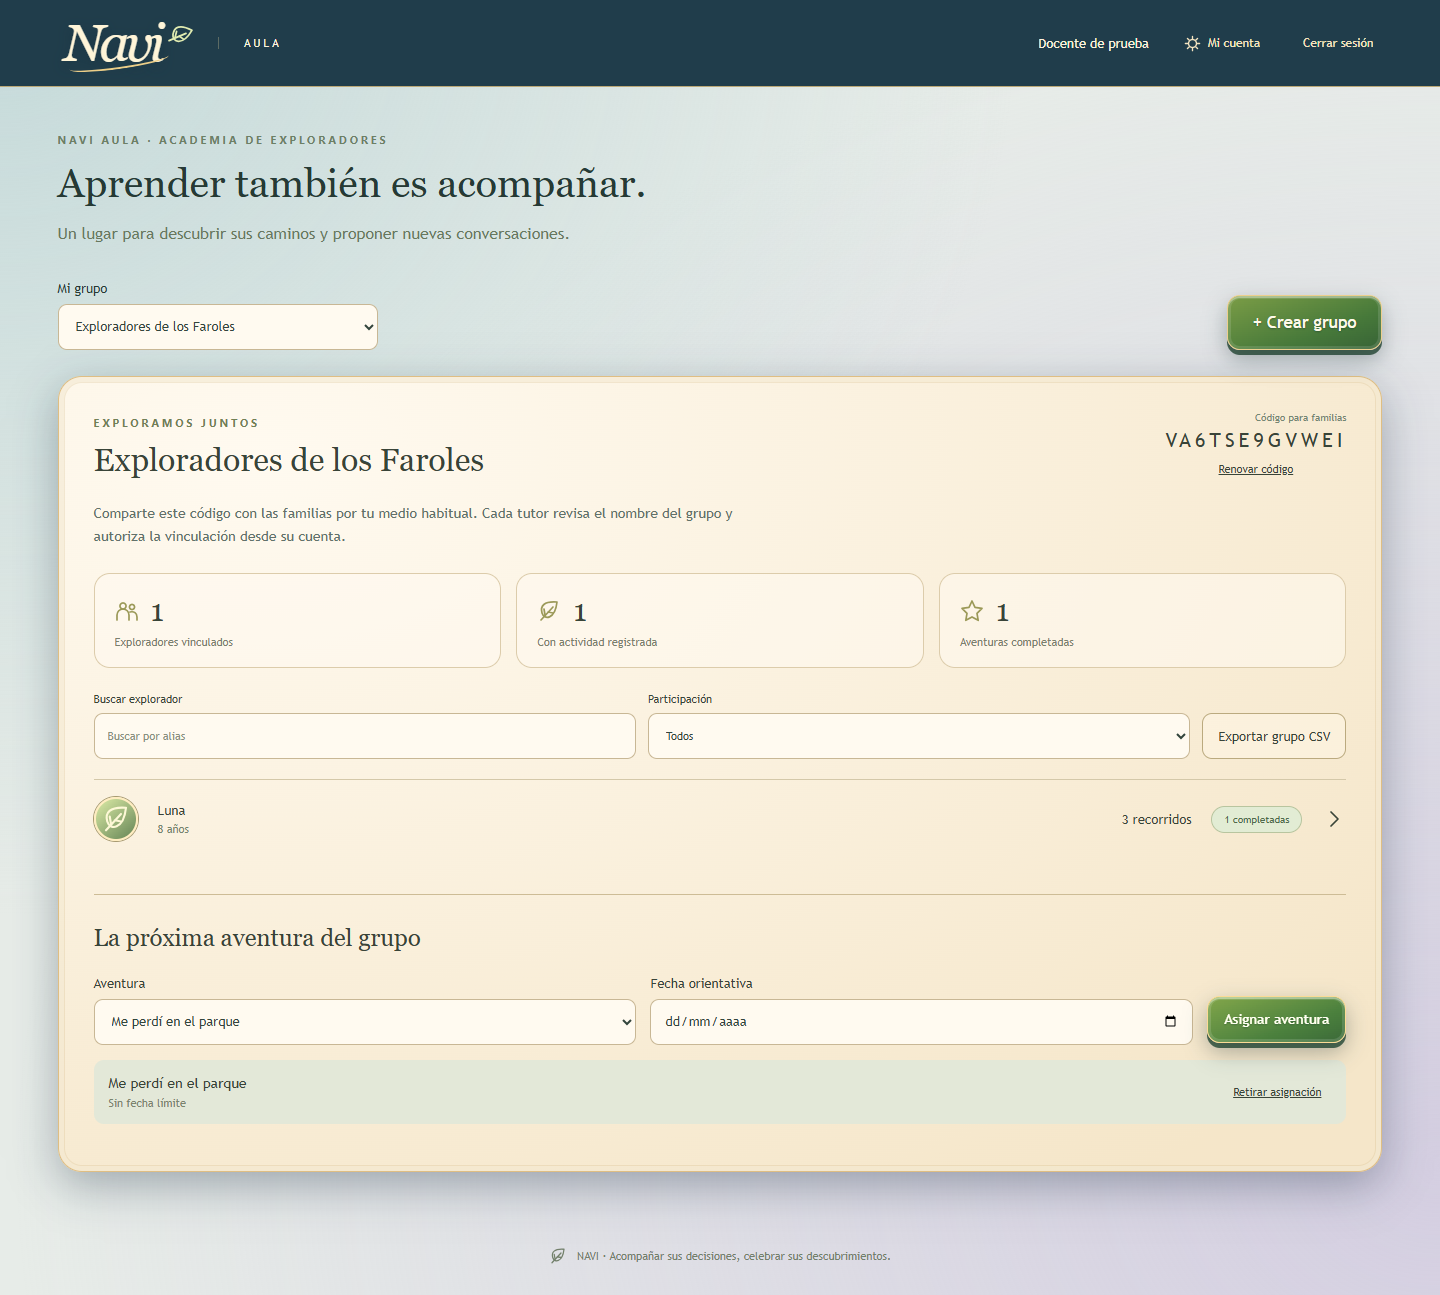 Navi
AULA
Docente de prueba
Mi cuenta
Cerrar sesión
NAVI AULA · ACADEMIA DE EXPLORADORES
Aprender también es acompañar.
Un lugar para descubrir sus caminos y proponer nuevas conversaciones.
Mi grupo
Exploradores de los Faroles
+ Crear grupo
EXPLORAMOS JUNTOS
Exploradores de los Faroles
Código para familias
VA6TSE9GVWEI
Renovar código
Comparte este código con las familias por tu medio habitual. Cada tutor revisa el nombre del grupo y
autoriza la vinculación desde su cuenta.
1
Exploradores vinculados
1
Con actividad registrada
1
Aventuras completadas
Buscar explorador
Buscar por alias
Participación
Todos
Exportar grupo CSV
Luna
8 años
3 recorridos
1 completadas
La próxima aventura del grupo
Aventura
Me perdí en el parque
Fecha orientativa
dd/mm/aaaa
Asignar aventura
Me perdí en el parque
Sin fecha límite
Retirar asignación
NAVI · Acompañar sus decisiones, celebrar sus descubrimientos.